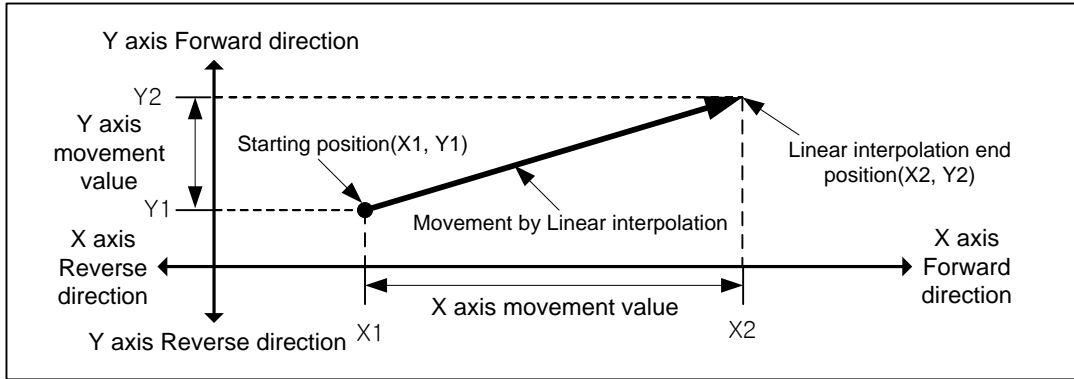 Y axis Forward direction
Y2
Y axis
movement
value
Starting position(X1, Y1)
Linear interpolation end
position(X2, Y2)
Y1
Movement by Linear interpolation
X axis
Reverse
direction
X axis
Forward
direction
X axis movement value
X1
X2
Y axis Reverse direction